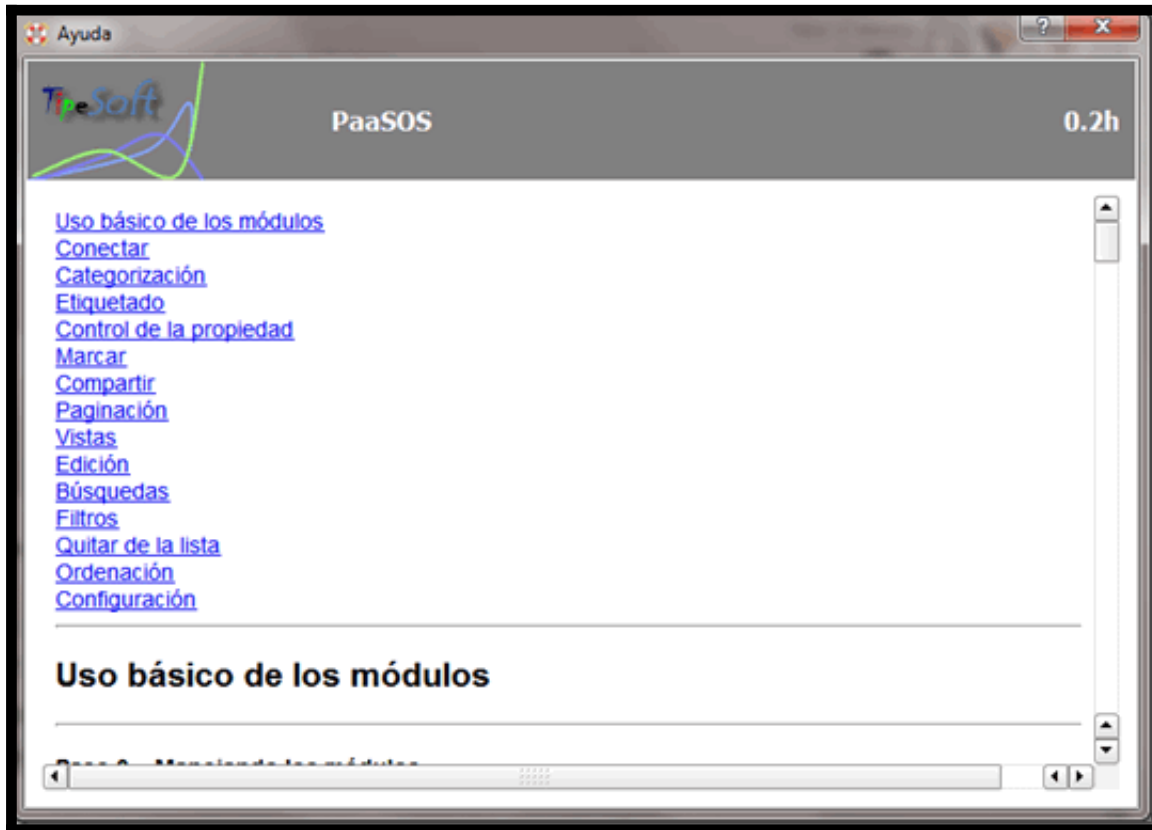 Ayuda
TipeSoft
PaaSOS
0.2h
Uso básico de los módulos
Conectar
Categorización
Etiquetado
Control de la propiedad
Marcar
Compartir
Paginación
Vistas
Edición
Búsquedas
Filtros
Quitar de la lista
Ordenación
Configuración
Uso básico de los módulos